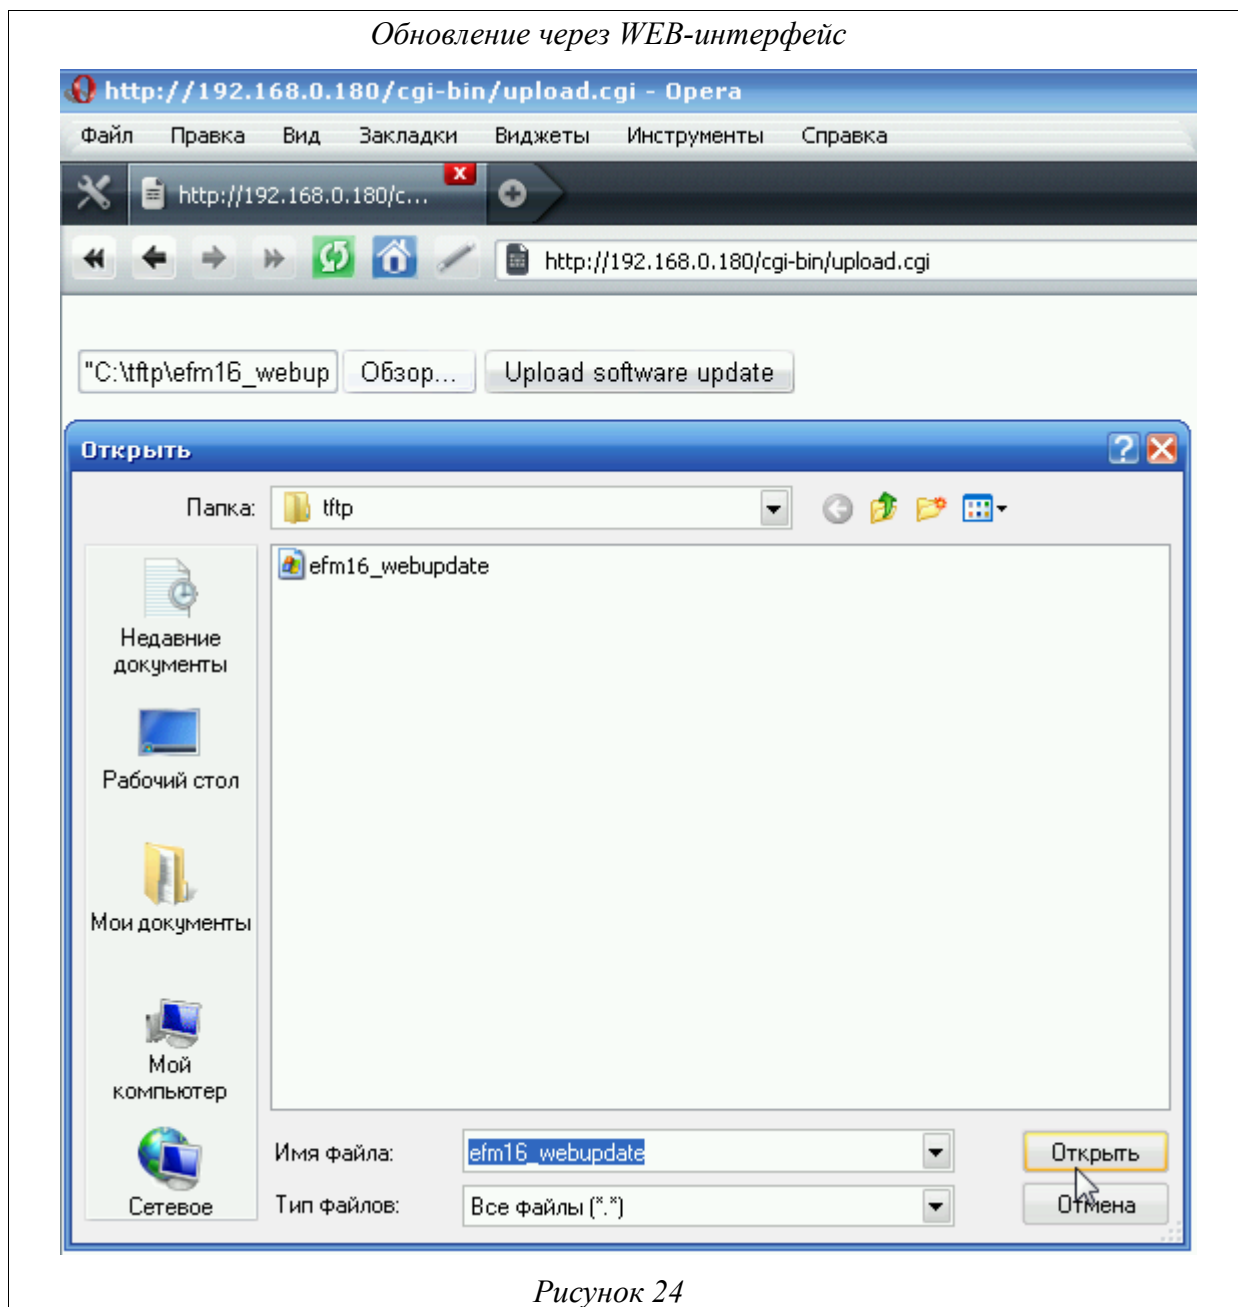 Обновление через WEB-интерфейс
http://192.168.0.180/cgi-bin/upload.cgi - Opera
Файл Правка Вид Закладки Виджеты Инструменты Справка
http://192.168.0.180/c...
http://192.168.0.180/cgi-bin/upload.cgi
"C:\tftp\efm16_webup Обзор... Upload software update
Открыть
Папка: tftp
efm16_webupdate
Недавние
документы
Рабочий стол
Мои документы
Мой
компьютер
Сетевое
Имя файла: efm16_webupdate Открыть
Тип файлов: Все файлы (*.*) Отмена
Рисунок 24